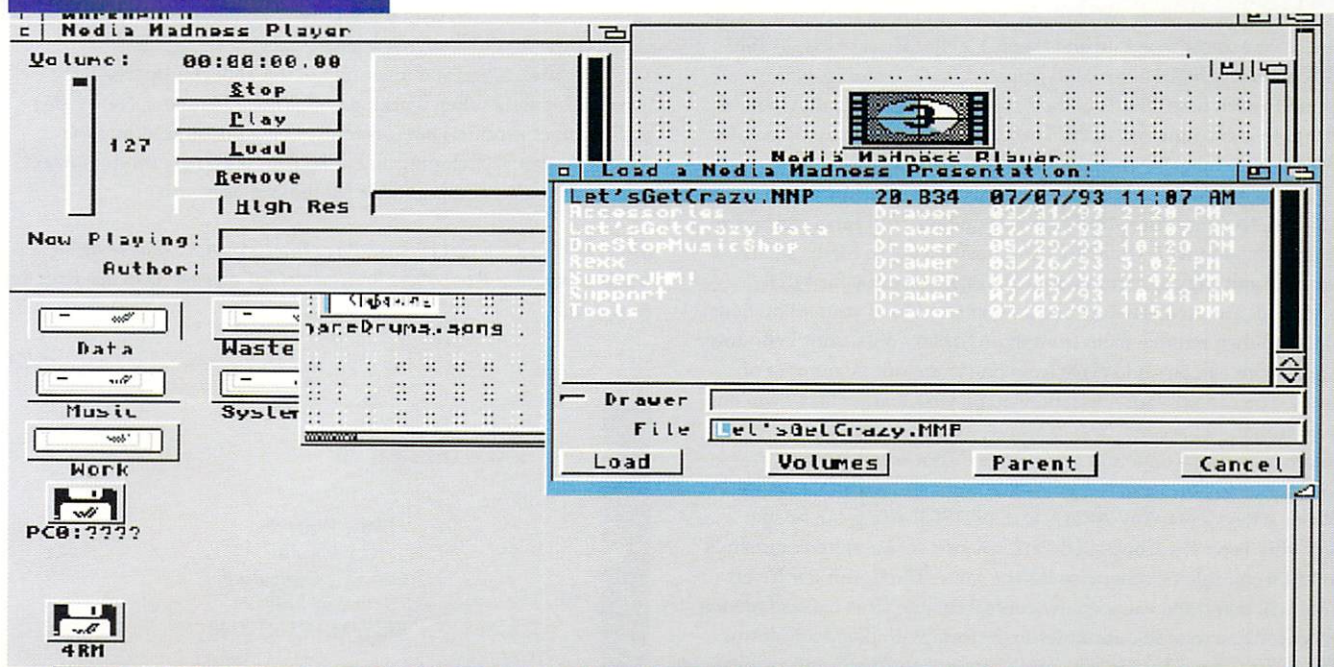 Workbench
Media Madness Player
Volume: 00:00:00.00
Stop
Play
127 Load
Remove
High Res
Now Playing:
Author:
Media Madness Player
Load a Media Madness Presentation:
Let'sGetCrazy.MMP 20,834 07/07/93 11:07 AM
Accessories Drawer 03/31/93 2:20 PM
Let'sGetCrazy Data Drawer 07/07/93 11:07 AM
OneStopMusicShop Drawer 05/29/93 10:20 PM
Rexx Drawer 03/26/93 3:02 PM
SuperJAM! Drawer 07/05/93 2:42 PM
Support Drawer 07/07/93 10:48 AM
Tools Drawer 07/03/93 1:51 PM
Drawer
File Let'sGetCrazy.MMP
Load Volumes Parent Cancel
Data Waste
Music System
Work
PC0:????
4RM